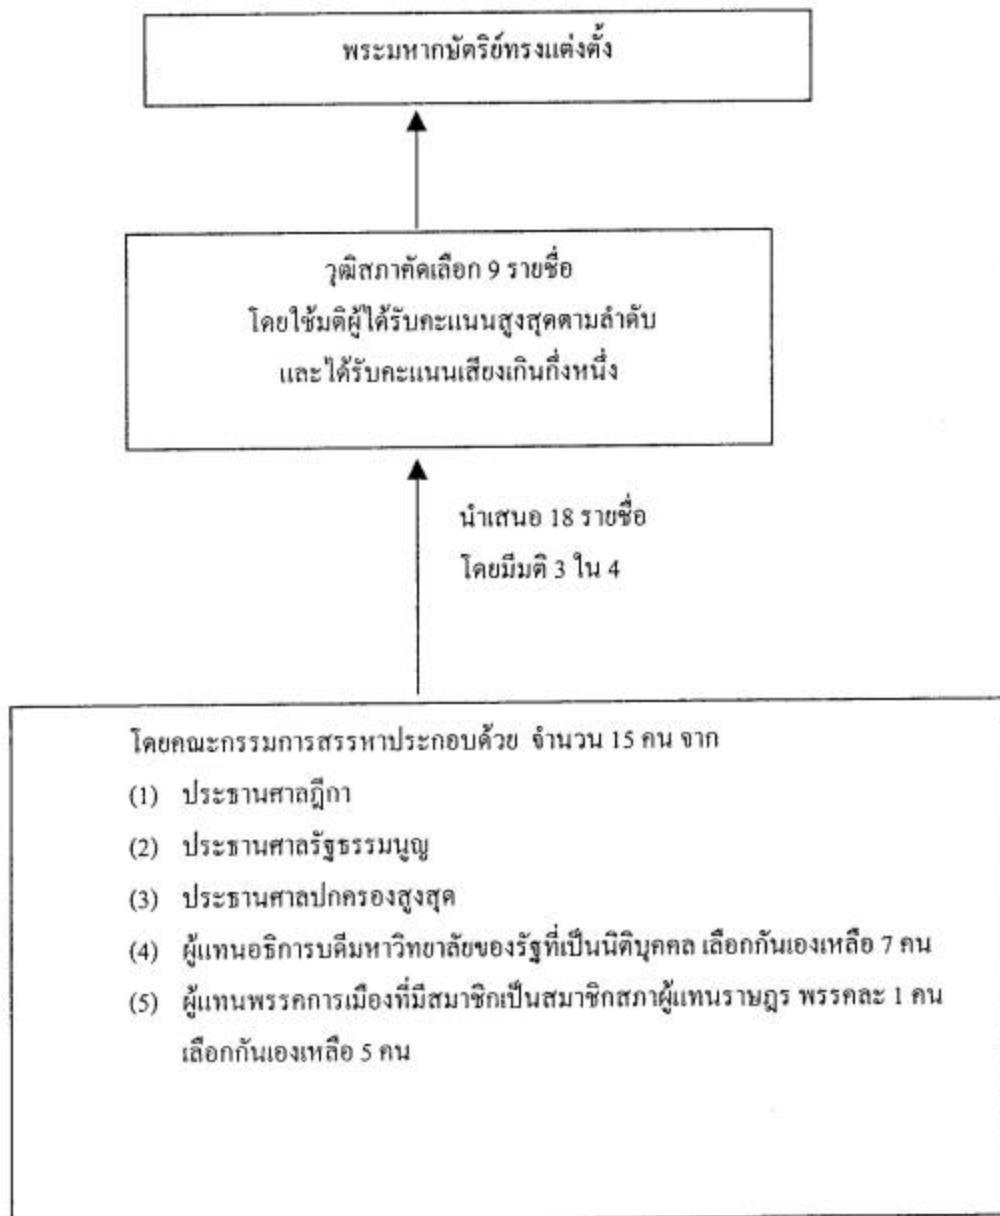 พระมหากษัตริย์ทรงแต่งตั้ง
วุฒิสภาคัดเลือก 9 รายชื่อ
โดยใช้มติผู้ได้รับคะแนนสูงสุดตามลำดับ
และได้รับคะแนนเสียงเกินกึ่งหนึ่ง
นำเสนอ 18 รายชื่อ
โดยมีมติ 3 ใน 4
โดยคณะกรรมการสรรหาประกอบด้วย จำนวน 15 คน จาก
(1) ประธานศาลฎีกา
(2) ประธานศาลรัฐธรรมนูญ
(3) ประธานศาลปกครองสูงสุด
(4) ผู้แทนอธิการบดีมหาวิทยาลัยของรัฐที่เป็นนิติบุคคล เลือกกันเองเหลือ 7 คน
(5) ผู้แทนพรรคการเมืองที่มีสมาชิกเป็นสมาชิกสภาผู้แทนราษฎร พรรคละ 1 คน
เลือกกันเองเหลือ 5 คน